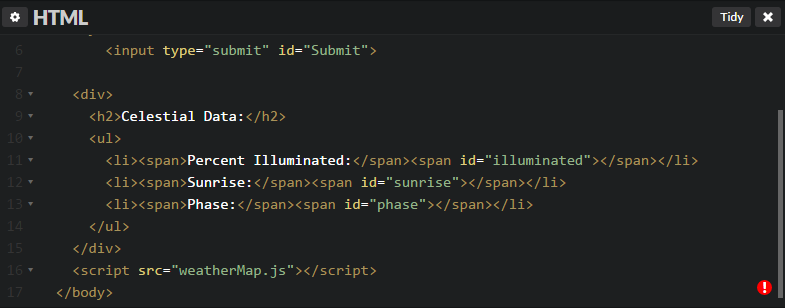 HTML
Tidy
6 <input type="submit" id="Submit">
7
8 <div>
9 <h2>Celestial Data:</h2>
10 <ul>
11 <li><span>Percent Illuminated:</span><span id="illuminated"></span></li>
12 <li><span>Sunrise:</span><span id="sunrise"></span></li>
13 <li><span>Phase:</span><span id="phase"></span></li>
14 </ul>
15 </div>
16 <script src="weatherMap.js"></script>
17 </body>